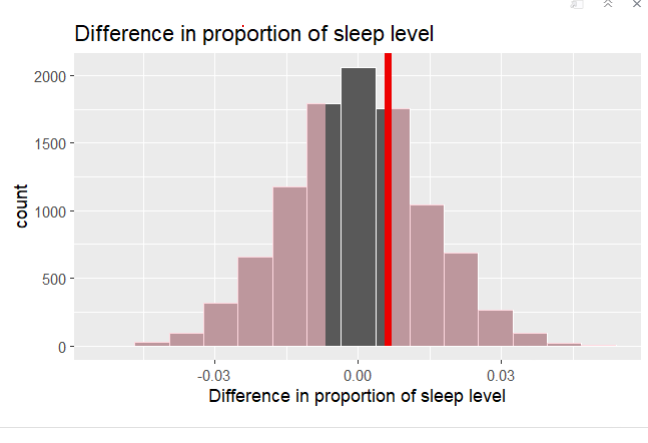 Difference in proportion of sleep level
2000
1500
1000
500
0
count
-0.03
0.00
0.03
Difference in proportion of sleep level